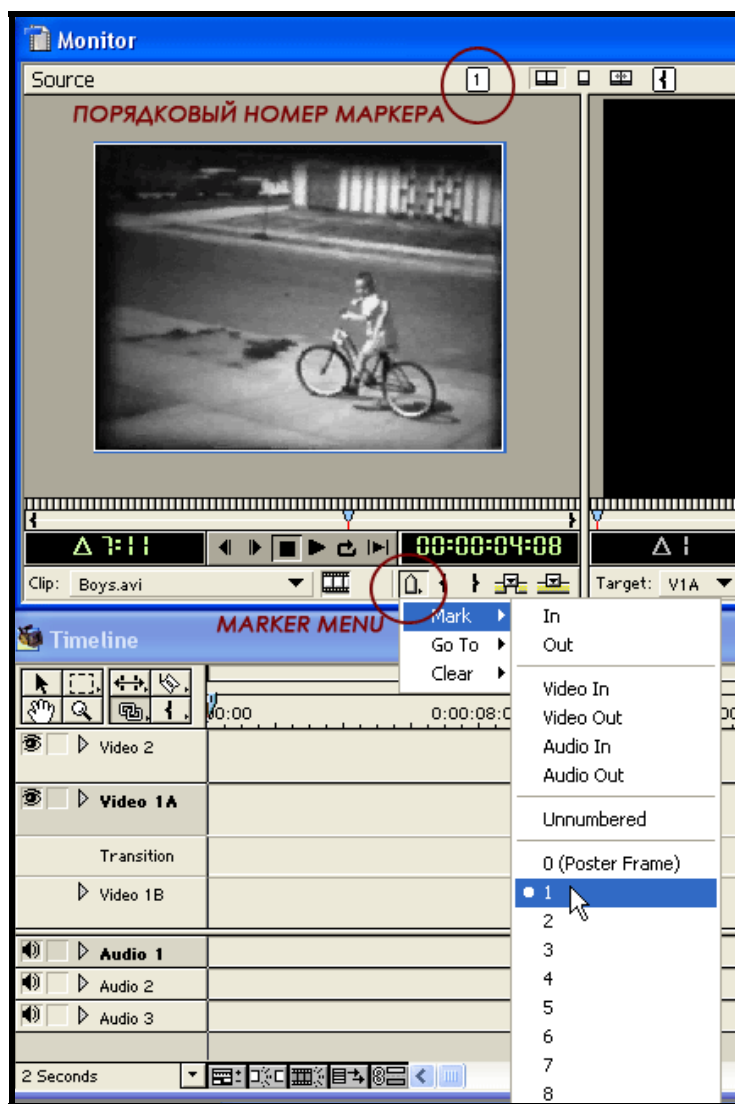 Monitor
Source
1
ПОРЯДКОВЫЙ НОМЕР МАРКЕРА
Δ 7:11
00:00:04:08
Δ 1
Clip: Boys.avi
Target: V1A
MARKER MENU
Timeline
Mark
Go To
Clear
In
Out
Video In
Video Out
Audio In
Audio Out
Unnumbered
0 (Poster Frame)
1
2
3
4
5
6
7
8
0:00
0:00:08:0
Video 2
Video 1A
Transition
Video 1B
Audio 1
Audio 2
Audio 3
2 Seconds